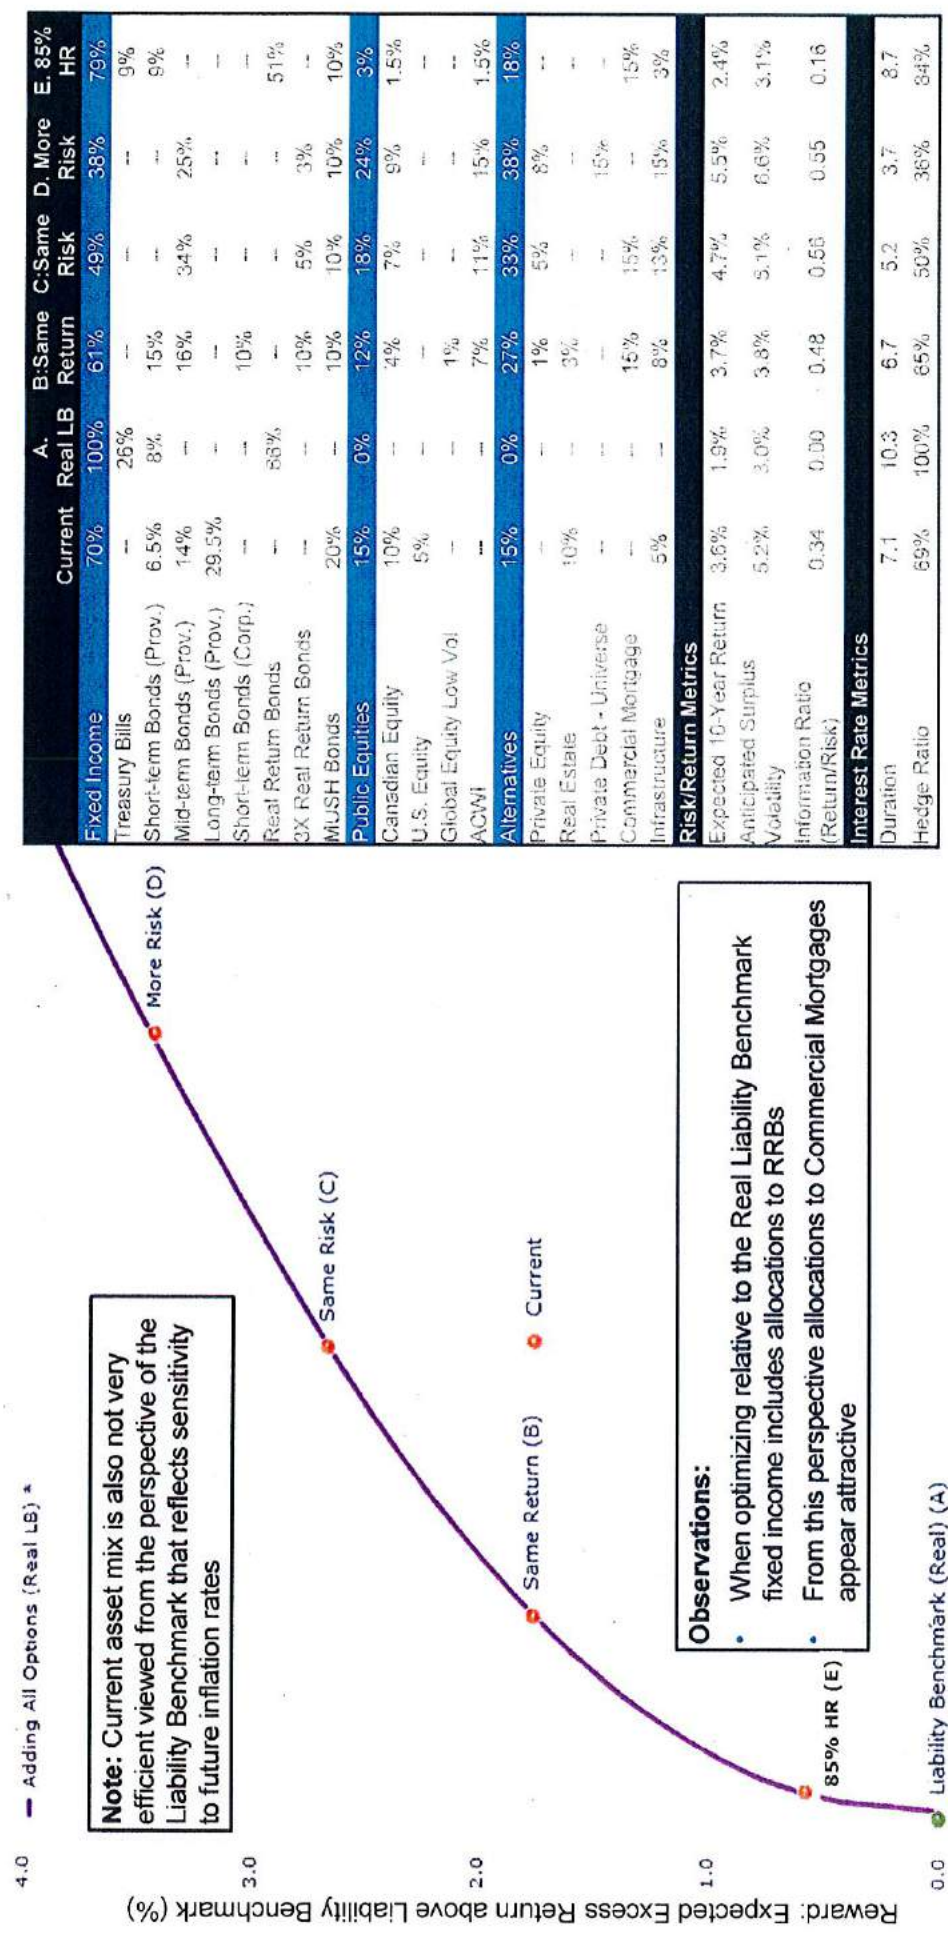 — Adding All Options (Real LB) *
Reward: Expected Excess Return above Liability Benchmark (%)
4.0
3.0
2.0
1.0
0.0
Note: Current asset mix is also not very
efficient viewed from the perspective of the
Liability Benchmark that reflects sensitivity
to future inflation rates
More Risk (D)
Same Risk (C)
Same Return (B)
Current
85% HR (E)
Liability Benchmark (Real) (A)
Observations:
• When optimizing relative to the Real Liability Benchmark
fixed income includes allocations to RRBs
• From this perspective allocations to Commercial Mortgages
appear attractive
A. B:Same C:Same D. More E. 85%
Current Real LB Return Risk Risk HR
Fixed Income 70% 100% 61% 49% 38% 79%
Treasury Bills -- 26% -- -- -- 9%
Short-term Bonds (Prov.) 6.5% 8% 15% -- -- 9%
Mid-term Bonds (Prov.) 14% -- 16% 34% 25% --
Long-term Bonds (Prov.) 29.5% -- -- -- -- --
Short-term Bonds (Corp.) -- -- 10% -- -- --
Real Return Bonds -- 66% -- -- -- 51%
3X Real Return Bonds -- -- 10% 5% 3% --
MUSH Bonds 20% -- 10% 10% 10% 10%
Public Equities 15% 0% 12% 18% 24% 3%
Canadian Equity 10% -- 4% 7% 9% 1.5%
U.S. Equity 5% -- -- -- -- --
Global Equity Low Vol -- -- 1% -- -- --
ACWI -- -- 7% 11% 15% 1.5%
Alternatives 15% 0% 27% 33% 38% 18%
Private Equity -- -- 1% 5% 8% --
Real Estate 10% -- 3% -- -- --
Private Debt - Universe -- -- -- -- 15% --
Commercial Mortgage -- -- 15% 15% -- 15%
Infrastructure 5% -- 8% 13% 15% 3%
Risk/Return Metrics
Expected 10-Year Return 3.6% 1.9% 3.7% 4.7% 5.5% 2.4%
Anticipated Surplus
Volatility 5.2% 3.0% 3.8% 5.1% 6.6% 3.1%
Information Ratio
(Return/Risk) 0.34 0.00 0.48 0.56 0.55 0.16
Interest Rate Metrics
Duration 7.1 10.3 6.7 5.2 3.7 8.7
Hedge Ratio 69% 100% 65% 50% 36% 84%